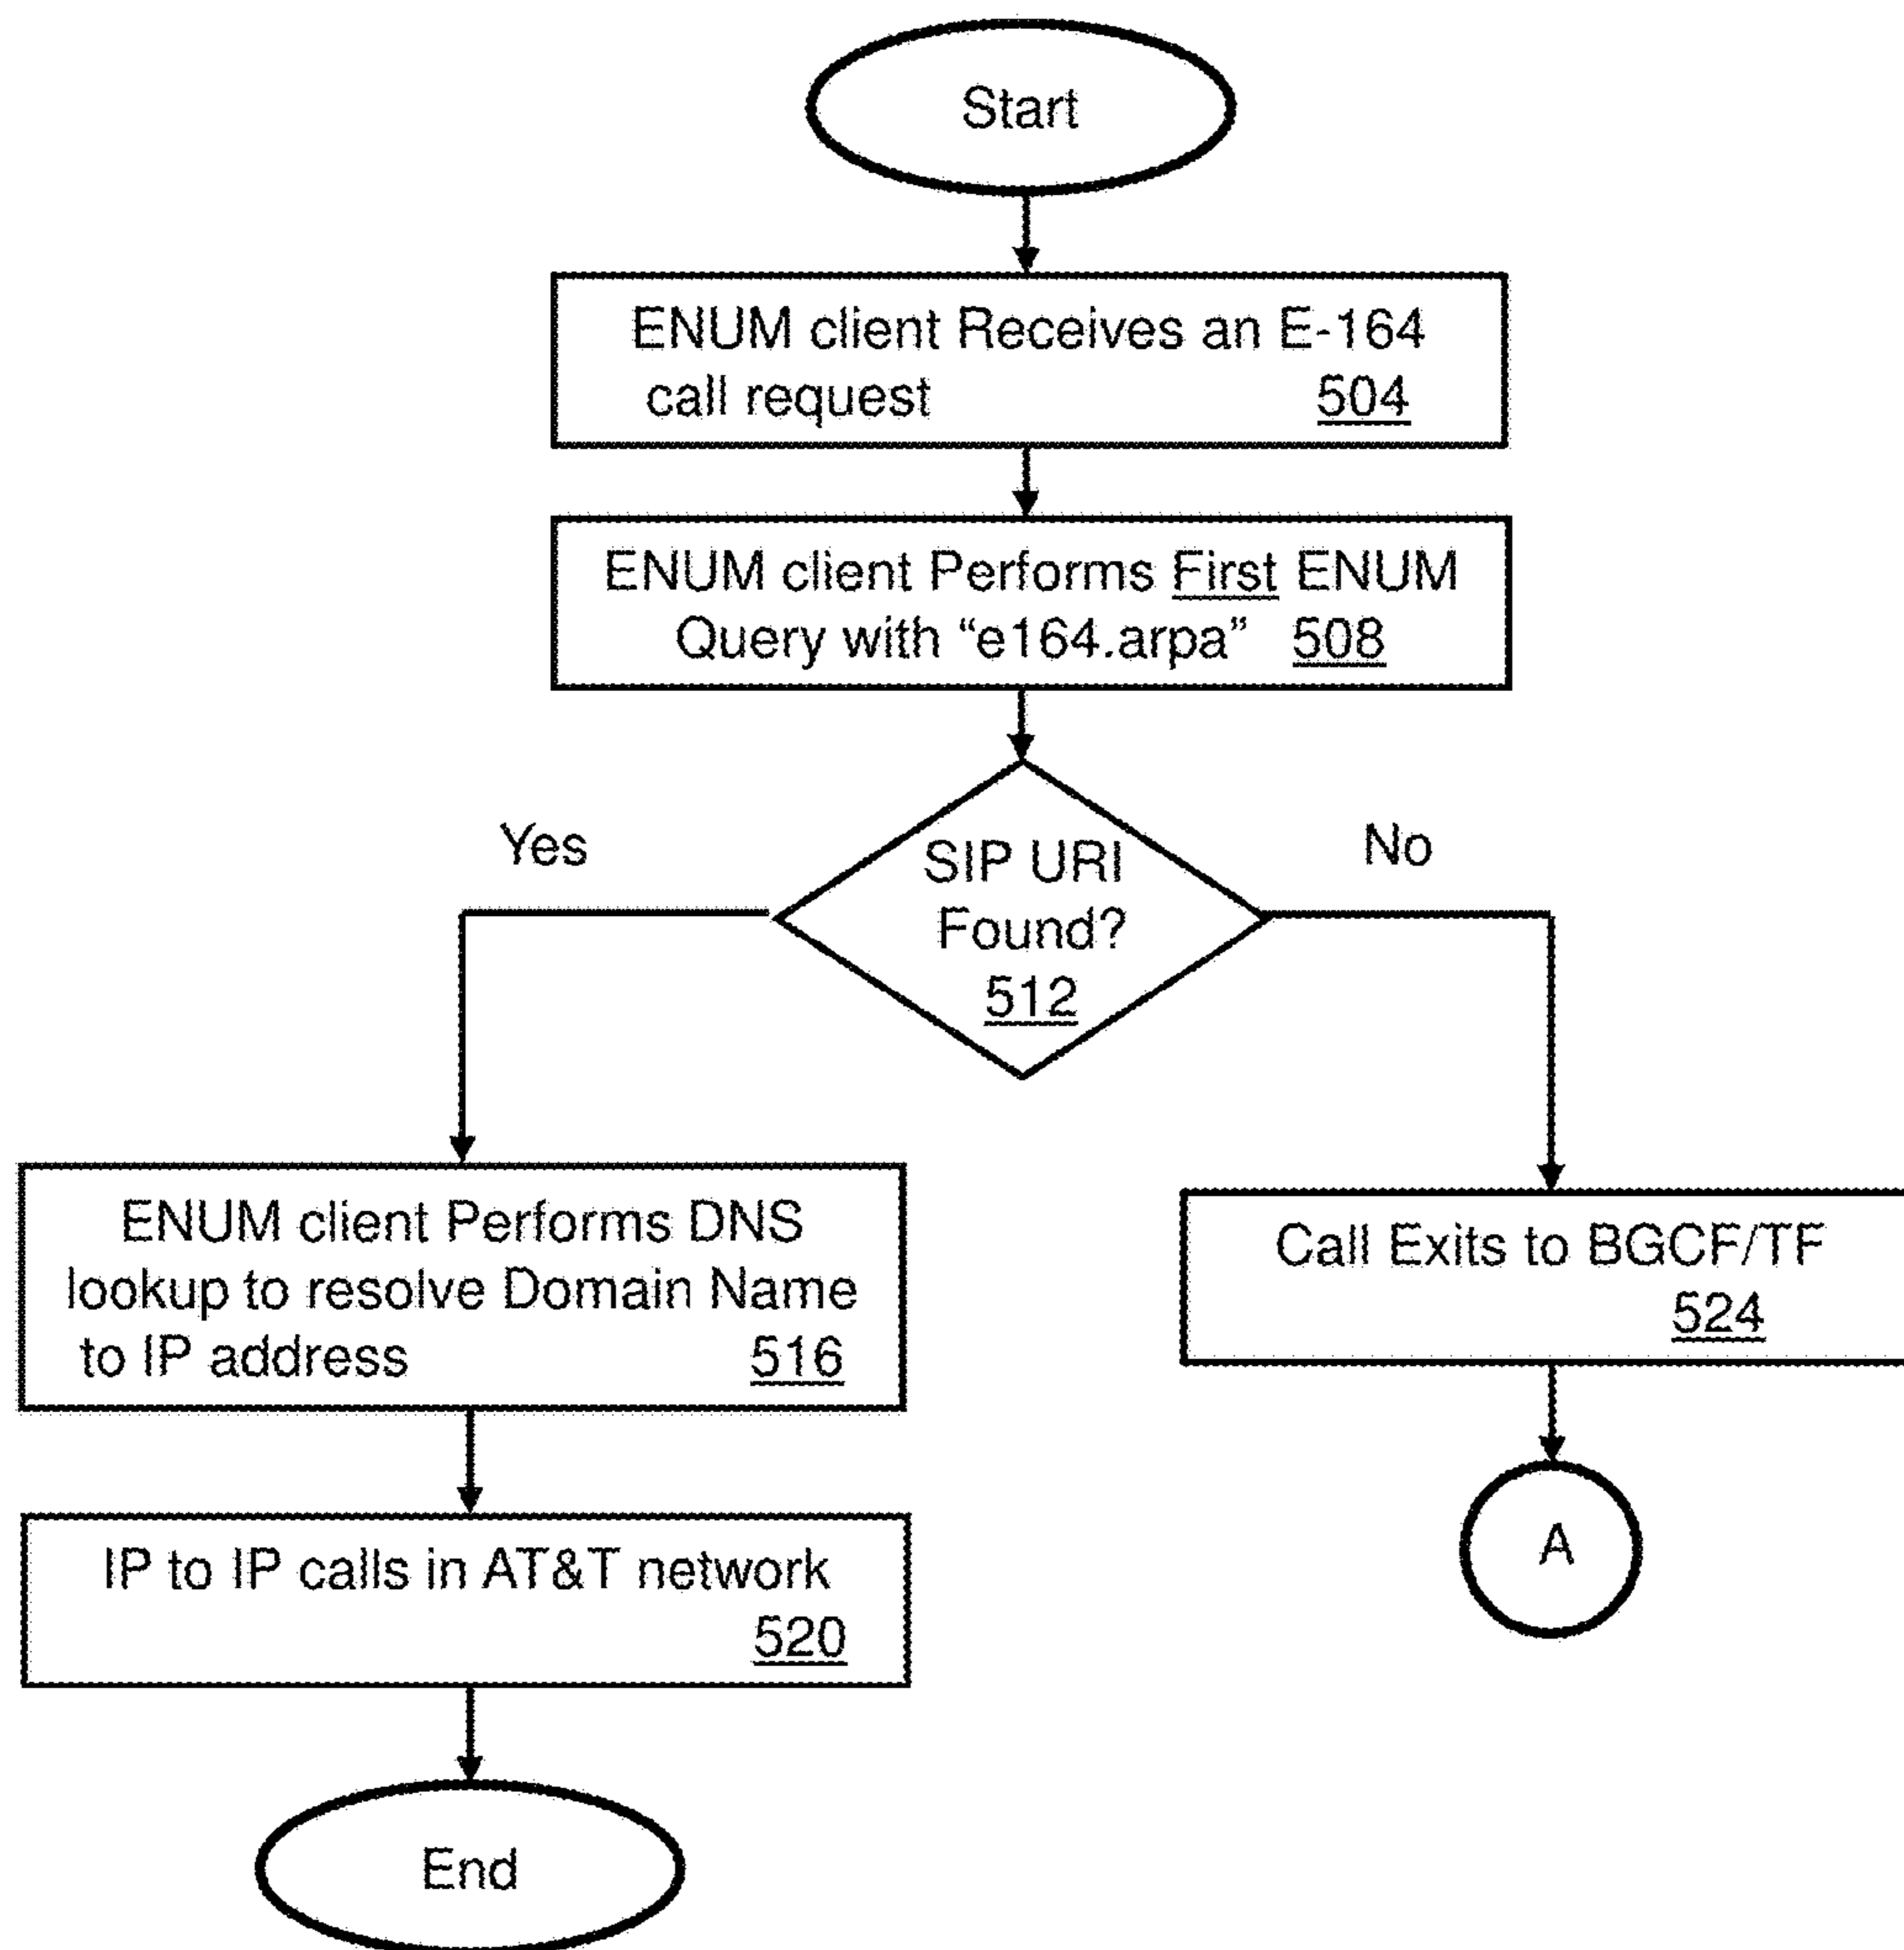 Start
ENUM client Receives an E-164
call request 504
ENUM client Performs First ENUM
Query with “e164.arpa” 508
Yes
No
SIP URI
Found?
512
ENUM client Performs DNS
lookup to resolve Domain Name
to IP address 516
Call Exits to BGCF/TF
524
IP to IP calls in AT&T network
520
A
End